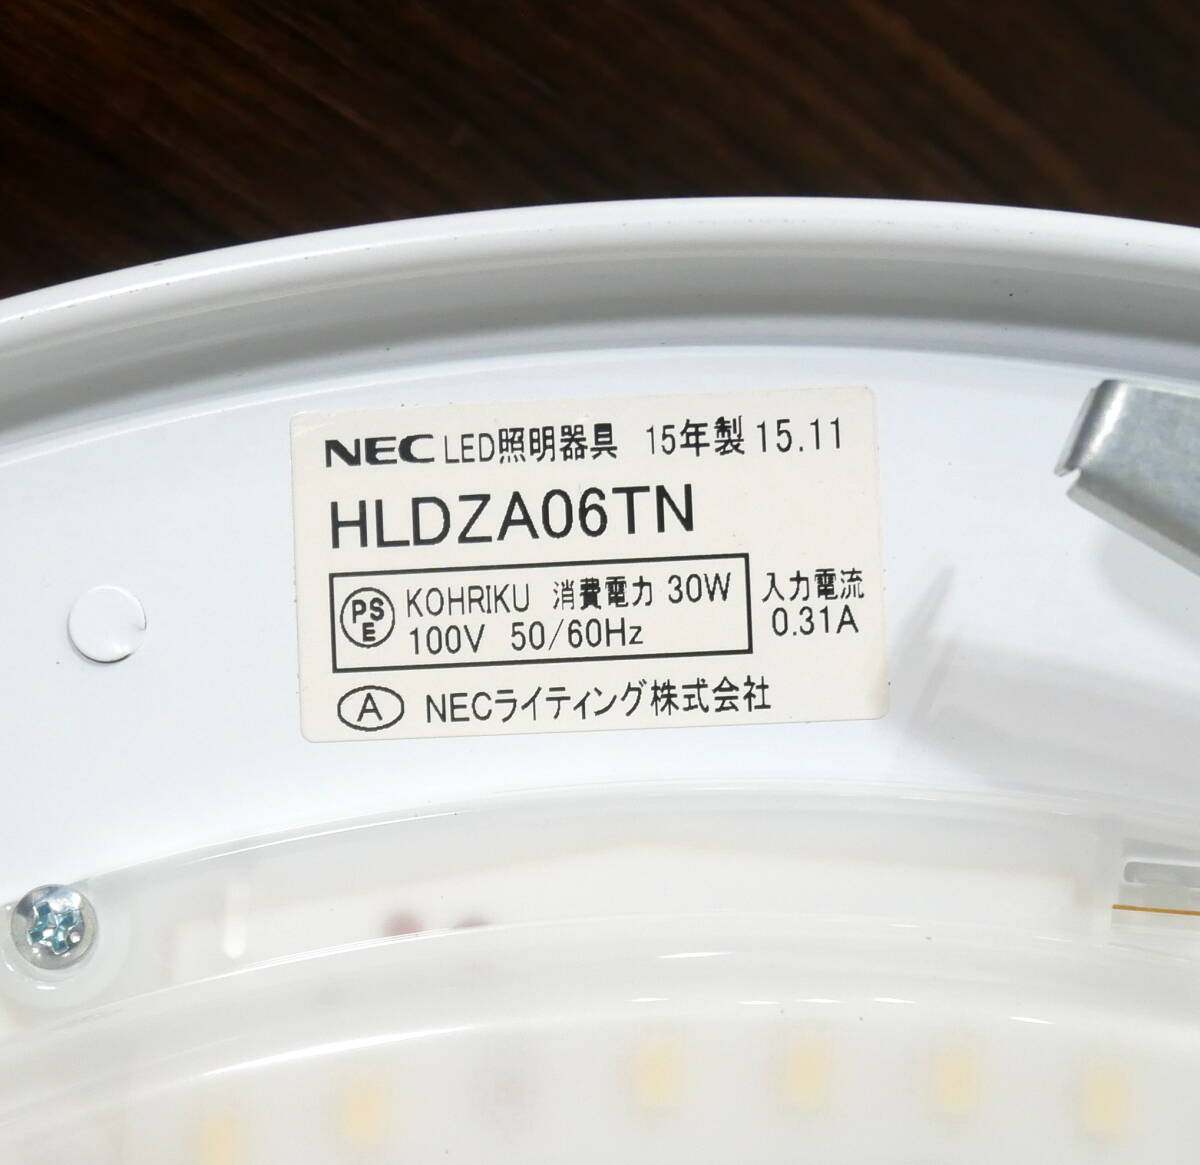 NEC LED照明器具 15年製 15.11
HLDZA06TN
PSE KOHRIKU 消費電力 30W
100V 50/60Hz
入力電流
0.31A
A NECライティング株式会社